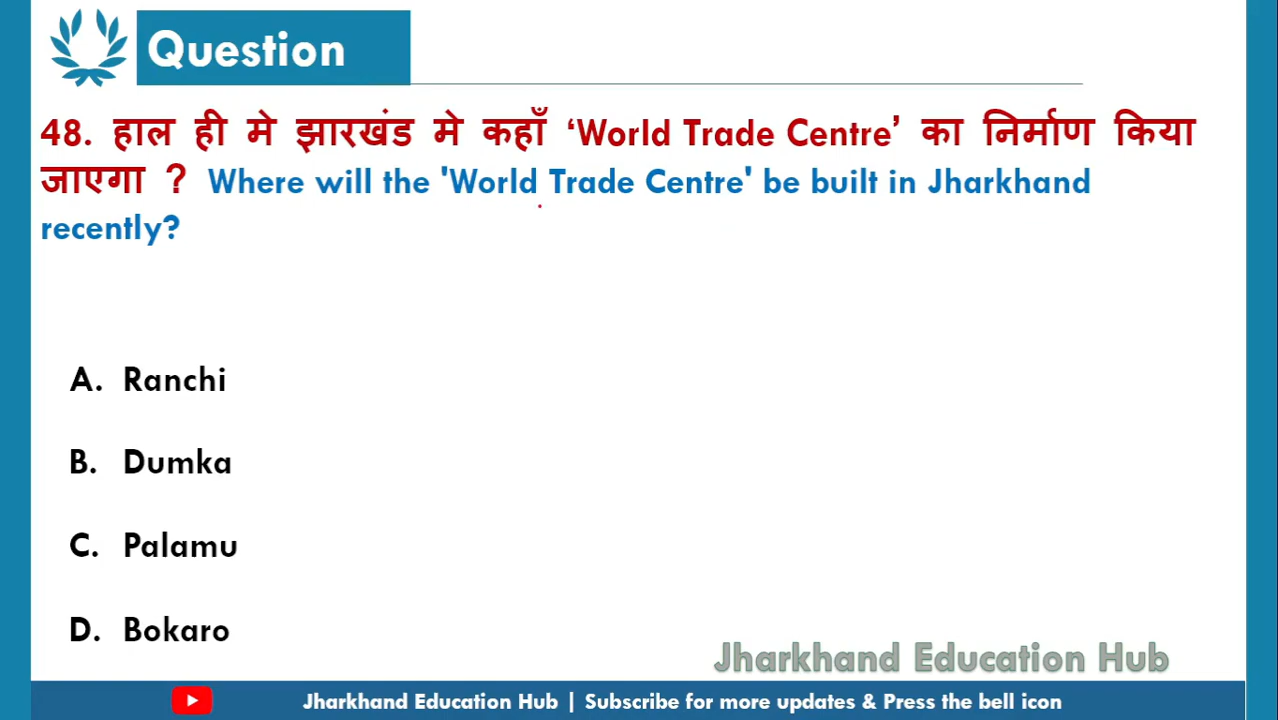 Question
48. हाल ही मे झारखंड मे कहाँ ‘World Trade Centre’ का निर्माण किया
जाएगा ? Where will the 'World Trade Centre' be built in Jharkhand
recently?
A. Ranchi
B. Dumka
C. Palamu
D. Bokaro
Jharkhand Education Hub
Jharkhand Education Hub | Subscribe for more updates & Press the bell icon